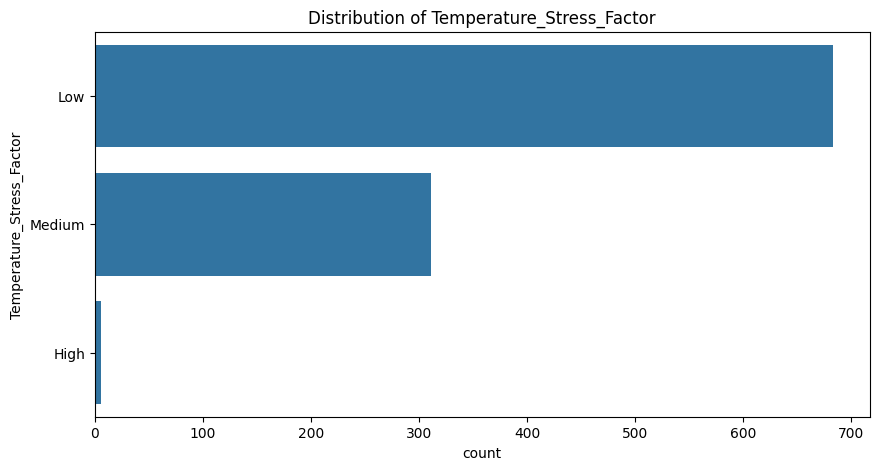 Distribution of Temperature_Stress_Factor
Temperature_Stress_Factor
Low
Medium
High
0 100 200 300 400 500 600 700
count